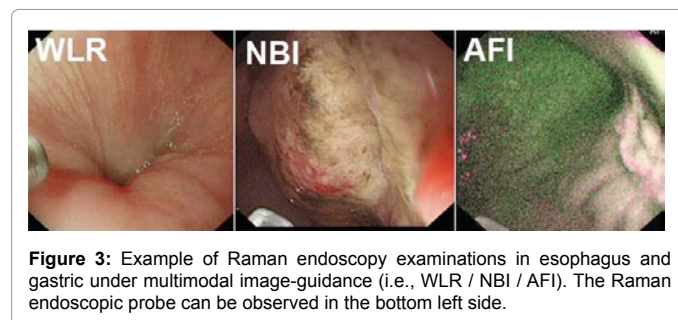 WLR NBI AFI
Figure 3: Example of Raman endoscopy examinations in esophagus and
gastric under multimodal image-guidance (i.e., WLR / NBI / AFI). The Raman
endoscopic probe can be observed in the bottom left side.